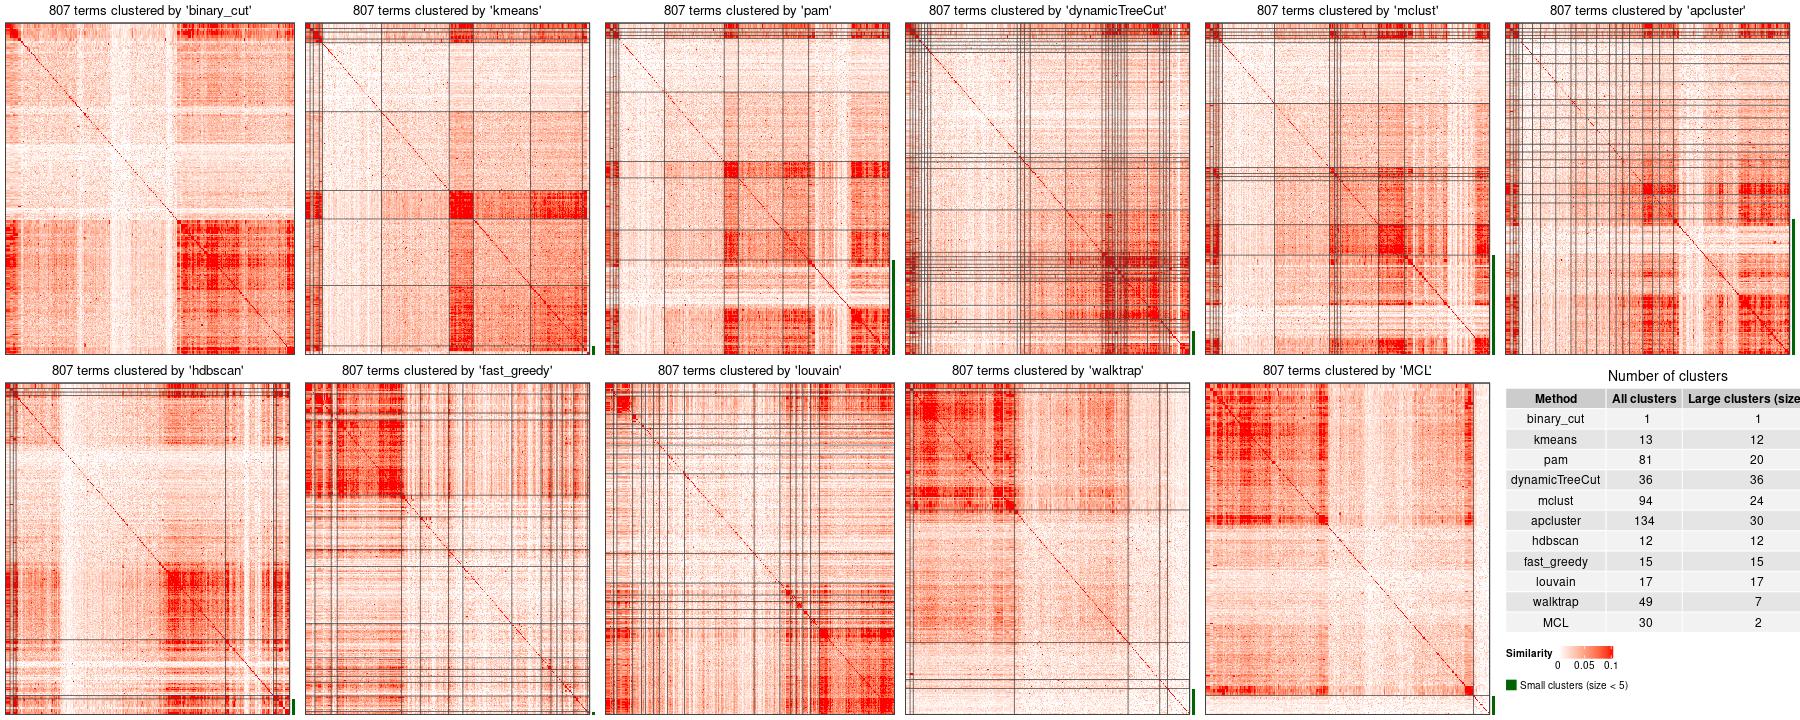 807 terms clustered by 'binary_cut'
807 terms clustered by 'kmeans'
807 terms clustered by 'pam'
807 terms clustered by 'dynamicTreeCut'
807 terms clustered by 'mclust'
807 terms clustered by 'apcluster'
807 terms clustered by 'hdbscan'
807 terms clustered by 'fast_greedy'
807 terms clustered by 'louvain'
807 terms clustered by 'walktrap'
807 terms clustered by 'MCL'
Number of clusters
Method All clusters Large clusters (size
binary_cut 1 1
kmeans 13 12
pam 81 20
dynamicTreeCut 36 36
mclust 94 24
apcluster 134 30
hdbscan 12 12
fast_greedy 15 15
louvain 17 17
walktrap 49 7
MCL 30 2
Similarity
0 0.05 0.1
Small clusters (size < 5)